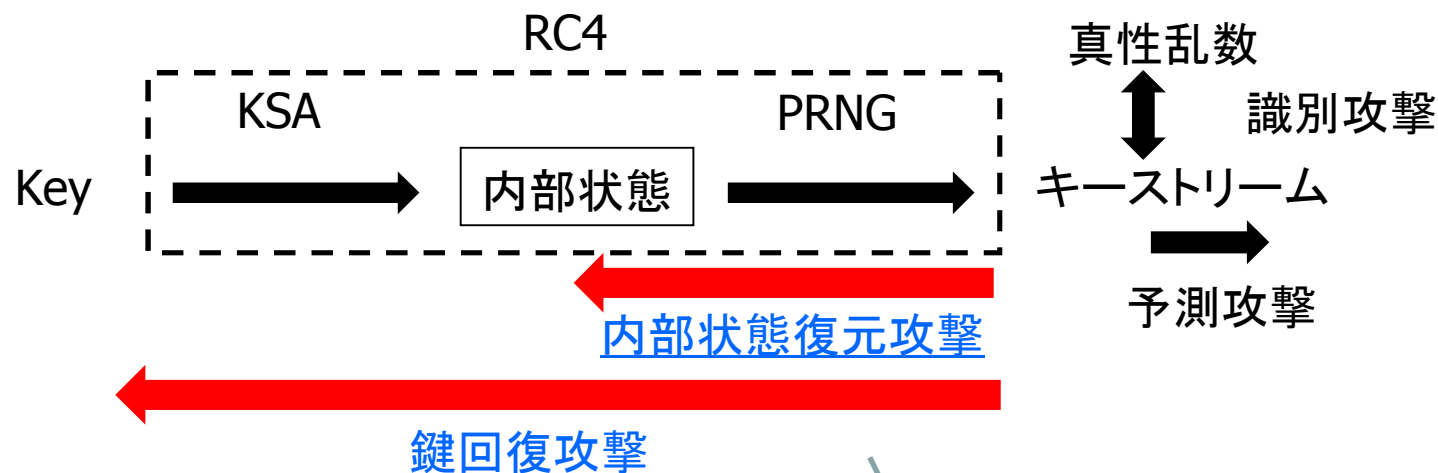 RC4
真性乱数
KSA
PRNG
識別攻撃
Key
内部状態
キーストリーム
内部状態復元攻撃
予測攻撃
鍵回復攻撃